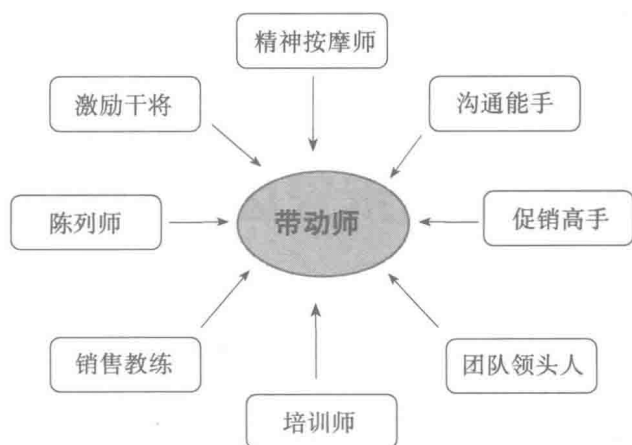 精神按摩师
激励干将
沟通能手
陈列师
带动师
促销高手
销售教练
团队领头人
培训师